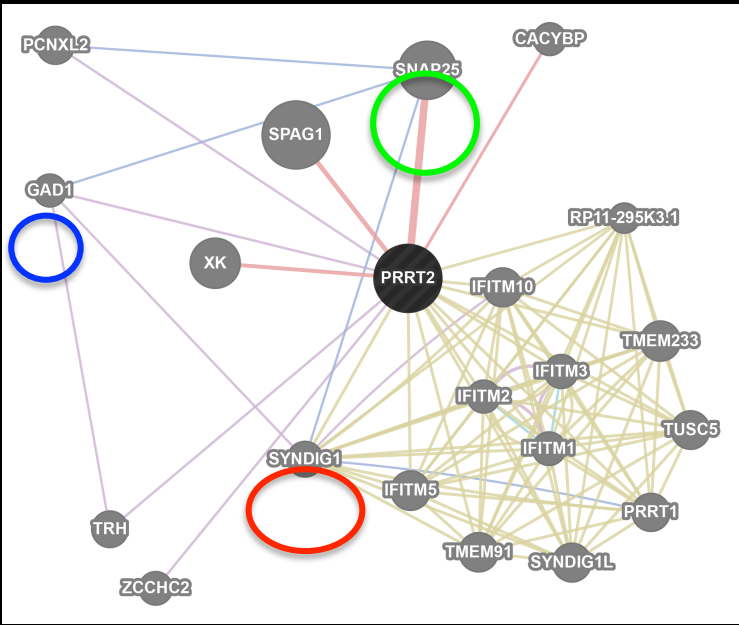 PCNXL2
CACYBP
SNAP25
SPAG1
GAD1
RP11-295K3.1
XK
PRRT2
IFITM10
TMEM233
IFITM3
IFITM2
TUSC5
IFITM1
SYNDIG1
IFITM5
PRRT1
TRH
TMEM91
SYNDIG1L
ZCCHC2